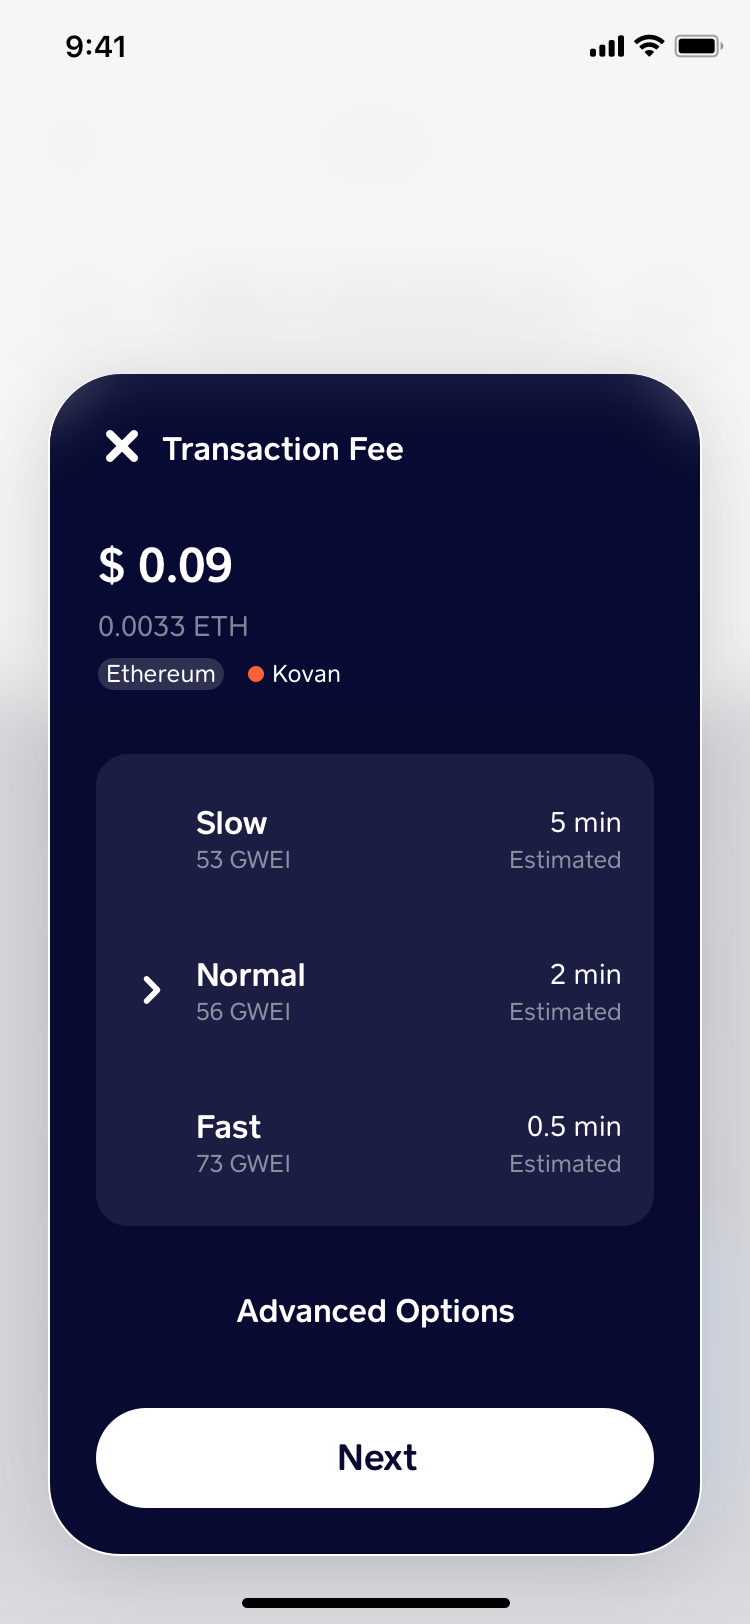 9:41
Transaction Fee
$ 0.09
0.0033 ETH
Ethereum Kovan
Slow 5 min
53 GWEI Estimated
Normal 2 min
56 GWEI Estimated
Fast 0.5 min
73 GWEI Estimated
Advanced Options
Next